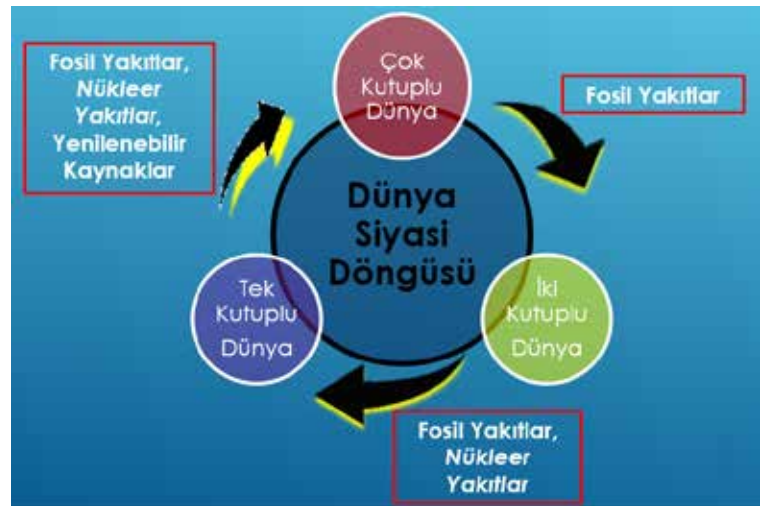 Fosil Yakıtlar,
Nükleer
Yakıtlar,
Yenilenebilir
Kaynaklar
Çok
Kutuplu
Dünya
Fosil Yakıtlar
Dünya
Siyasi
Döngüsü
Tek
Kutuplu
Dünya
İki
Kutuplu
Dünya
Fosil Yakıtlar,
Nükleer
Yakıtlar